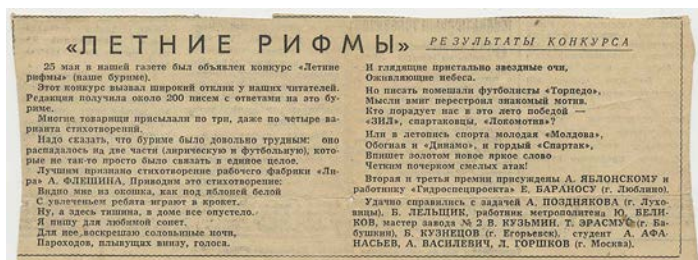 «ЛЕТНИЕ РИФМЫ» РЕЗУЛЬТАТЫ КОНКУРСА
25 мая в нашей газете был объявлен конкурс «Летние
рифмы» (наше буриме).
Этот конкурс вызвал широкий отклик у наших читателей.
Редакция получила около 200 писем с ответами на это бу-
риме.
Многие товарищи присылали по три, даже по четыре ва-
рианта стихотворений.
Надо сказать, что буриме было довольно трудным: оно
распадалось на две части (лирическую и футбольную), кото-
рые не так-то просто было связать в единое целое.
Лучшим признано стихотворение рабочего фабрики «Ли-
ра» А. ФЛЕШИНА. Приводим это стихотворение:
Видно мне из окошка, как под яблоней белой
С увлеченьем ребята играют в крокет.
Ну, а здесь тишина, в доме все опустело.
Я пишу для любимой сонет.
Для нее воскрешаю соловьиные ночи,
Пароходов, плывущих внизу, голоса.
И глядящие пристально звездные очи,
Оживляющие небеса.
Но писать помешали футболисты «Торпедо»,
Мысли вмиг перестроил знакомый мотив.
Кто порадует нас в это лето победой —
«ЗИЛ», спартаковцы, «Локомотив»?
Или в летопись спорта молодая «Молдова»,
Обогнав и «Динамо», и гордый «Спартак»,
Впишет золотом новое яркое слово
Четким почерком смелых атак!
Вторая и третья премии присуждены А. ЯБЛОНСКОМУ и
работнику «Гидроспецпроекта» Е. БАРАНОСУ (г. Люблино).
Удачно справились с задачей А. ПОЗДНЯКОВА (г. Лухо-
вицы), Б. ЛЕЛЬЩИК, работник метрополитена Ю. БЕЛИ-
КОВ, мастер завода № 2 В. КУЗЬМИН, Т. ЭРАСМУС (г. Ба-
бушкин), Б. КУЗНЕЦОВ (г. Егорьевск), студент А. АФА-
НАСЬЕВ, А. ВАСИЛЕВИЧ, Л. ГОРШКОВ (г. Москва).